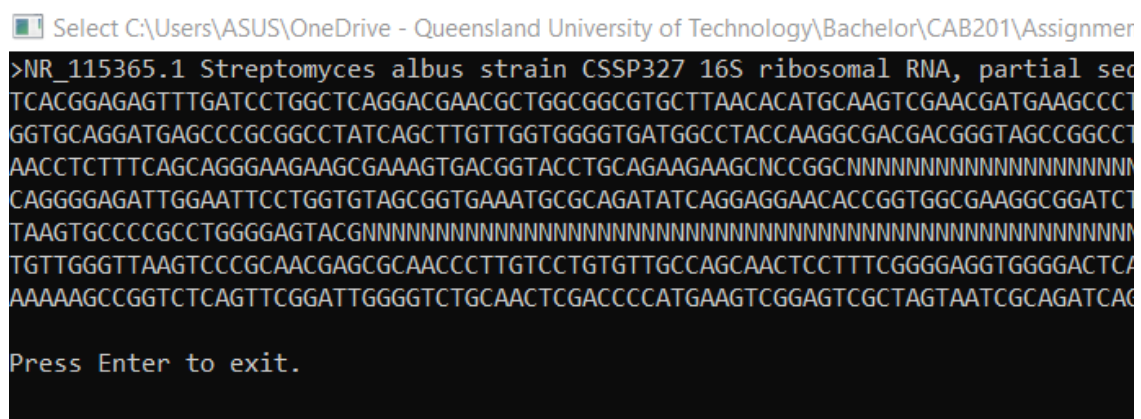 Select C:\Users\ASUS\OneDrive - Queensland University of Technology\Bachelor\CAB201\Assignmer
>NR_115365.1 Streptomyces albus strain CSSP327 16S ribosomal RNA, partial sec
TCACGGAGAGTTTGATCCTGGCTCAGGACGAACGCTGGCGGCGTGCTTAACACATGCAAGTCGAACGATGAAGCCCT
GGTGCAGGATGAGCCCGCGGCCTATCAGCTTGTTGGTGGGGTGATGGCCTACCAAGGCGACGACGGGTAGCCGGCCT
AACCTCTTTCAGCAGGGAAGAAGCGAAAGTGACGGTACCTGCAGAAGAAGCNCCGGCNNNNNNNNNNNNNNNNNNNN
CAGGGGAGATTGGAATTCCTGGTGTAGCGGTGAAATGCGCAGATATCAGGAGGAACACCGGTGGCGAAGGCGGATCT
TAAGTGCCCCGCCTGGGGAGTACGNNNNNNNNNNNNNNNNNNNNNNNNNNNNNNNNNNNNNNNNNNNNNNNNNNNNN
TGTTGGGTTAAGTCCCGCAACGAGCGCAACCCTTGTCCTGTGTTGCCAGCAACTCCTTTCGGGGAGGTGGGGACTCA
AAAAAGCCGGTCTCAGTTCGGATTGGGGTCTGCAACTCGACCCCATGAAGTCGGAGTCGCTAGTAATCGCAGATCAG
Press Enter to exit.